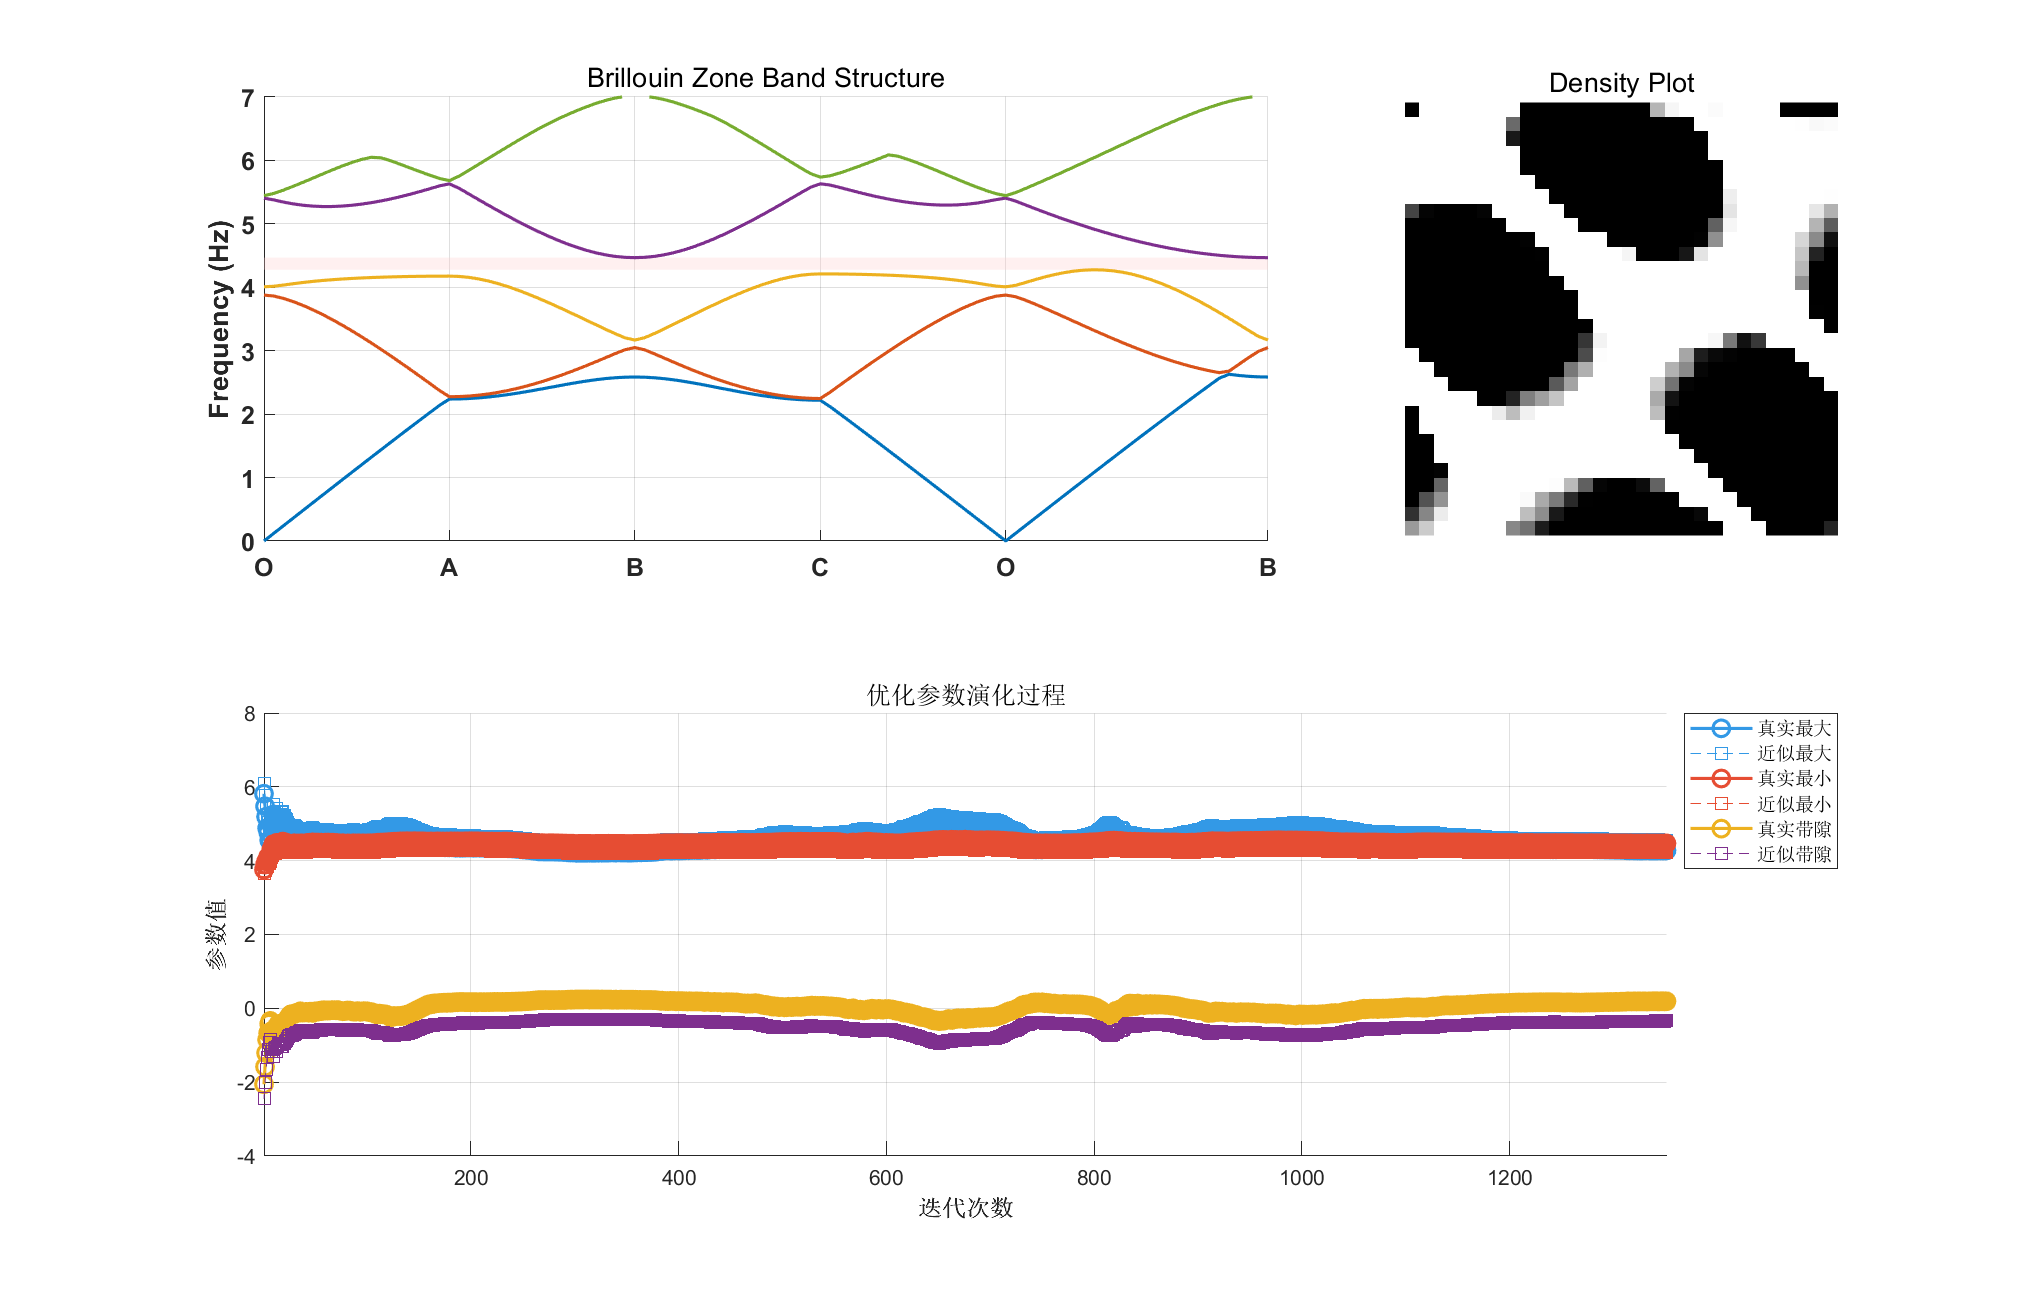 Brillouin Zone Band Structure
7
6
5
4
3
2
1
0
Frequency (Hz)
O A B C O B
Density Plot
优化参数演化过程
8
6
4
2
0
-2
-4
参数值
200 400 600 800 1000 1200
迭代次数
真实最大
近似最大
真实最小
近似最小
真实带隙
近似带隙